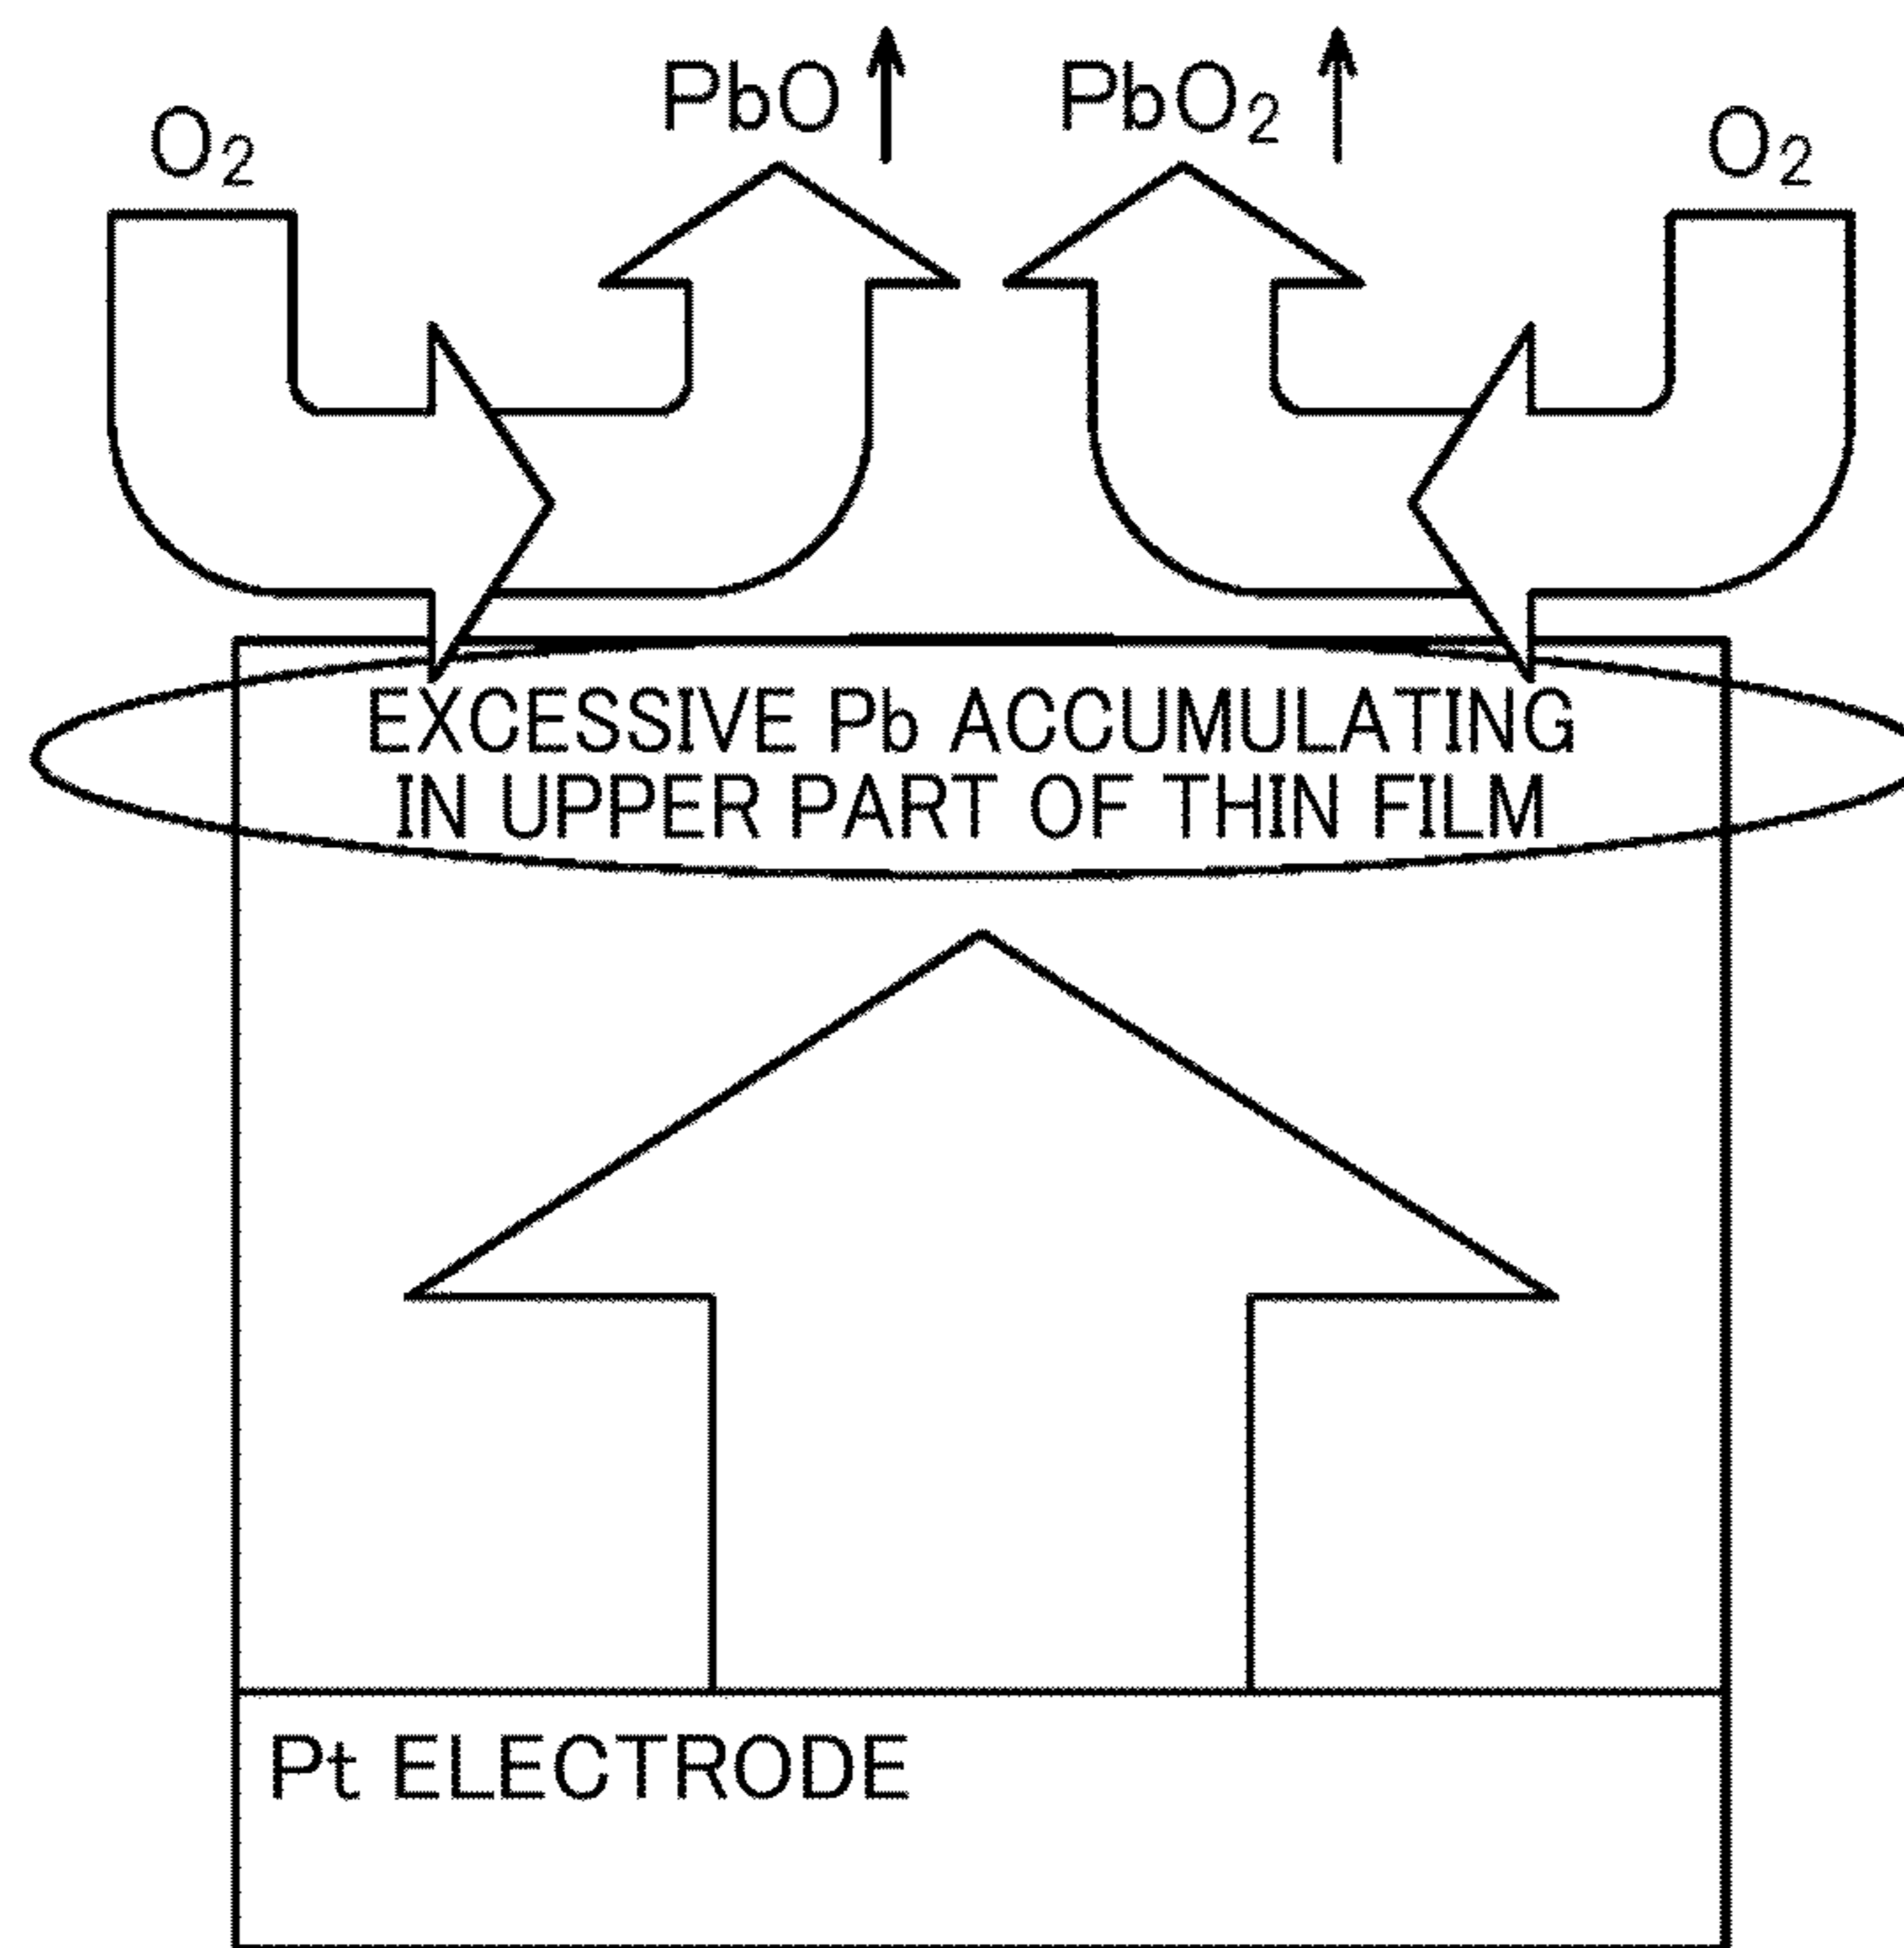 O₂
PbO↑
PbO₂↑
O₂
EXCESSIVE Pb ACCUMULATING
IN UPPER PART OF THIN FILM
Pt ELECTRODE